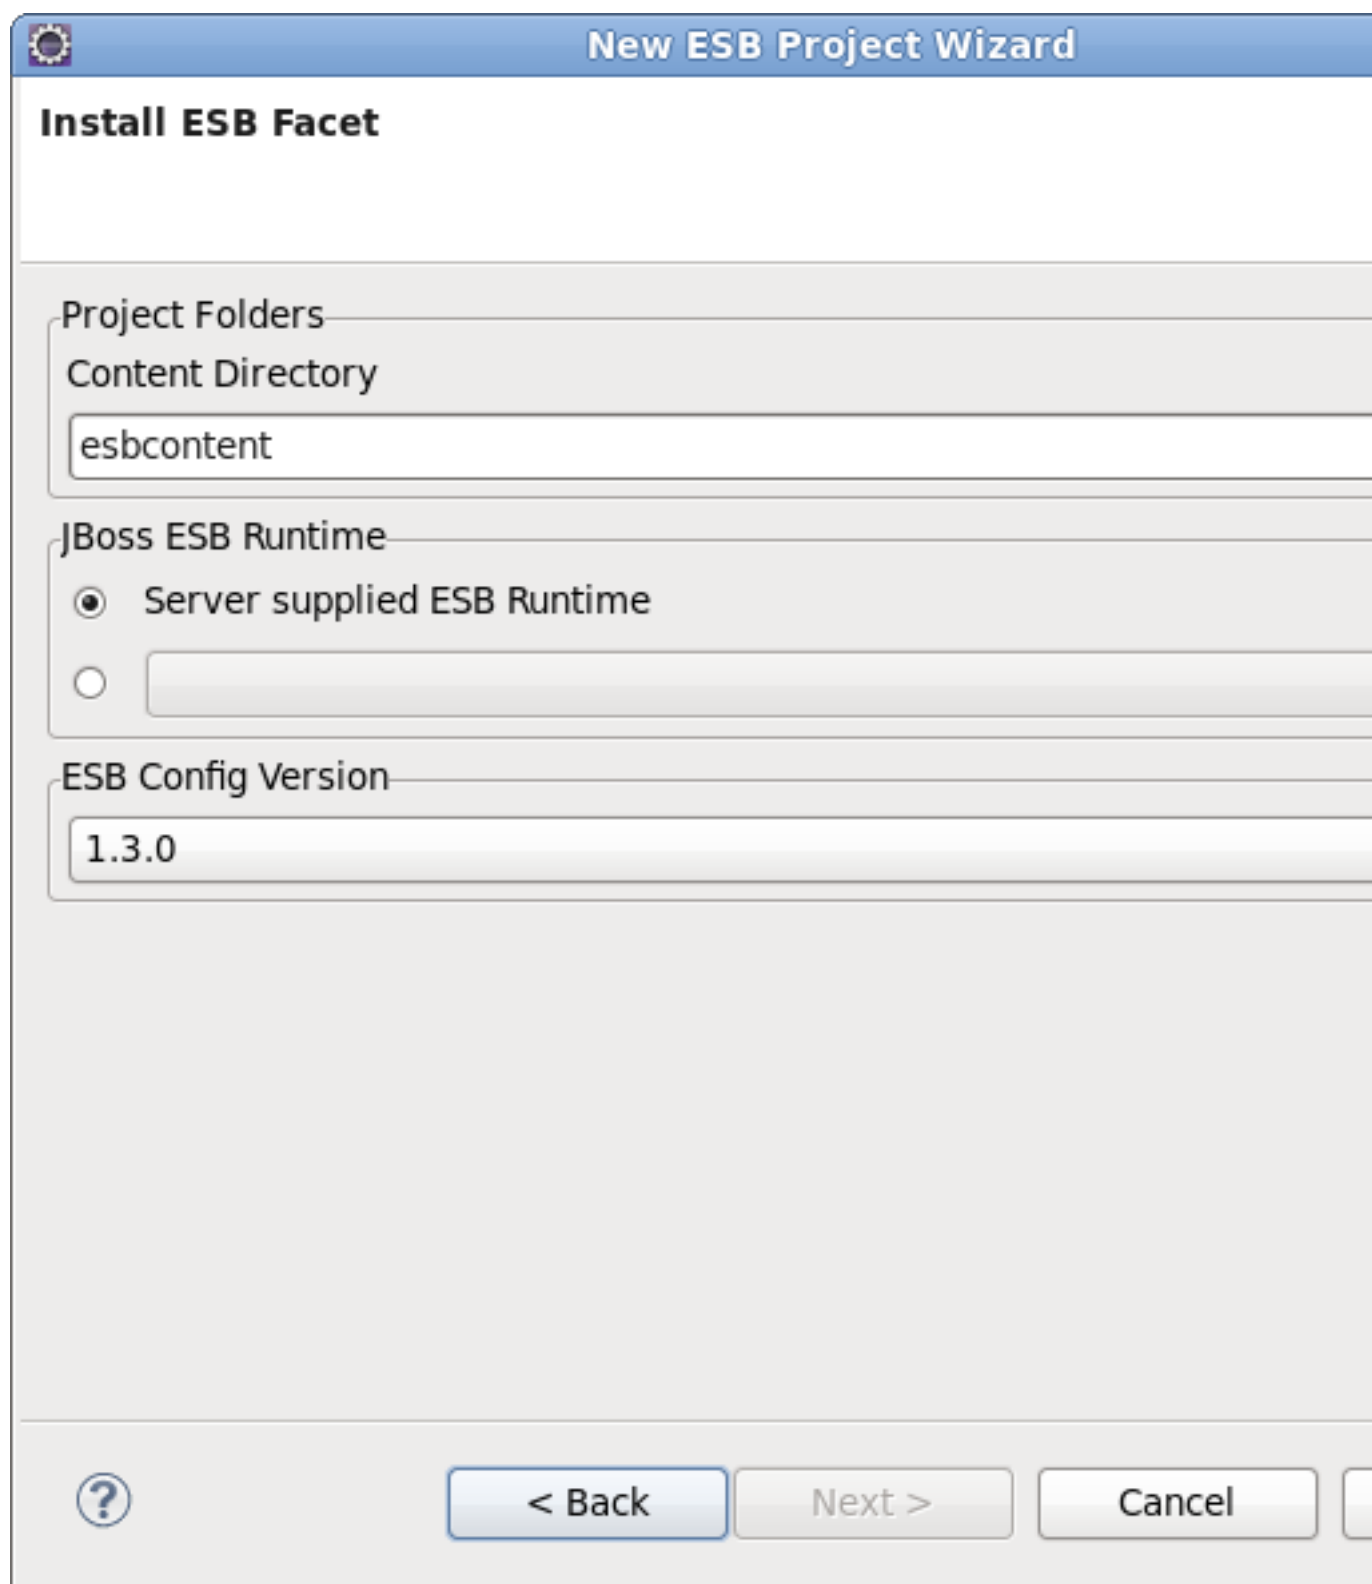 New ESB Project Wizard
Install ESB Facet
Project Folders
Content Directory
esbcontent
JBoss ESB Runtime
Server supplied ESB Runtime
ESB Config Version
1.3.0
?
< Back
Next >
Cancel